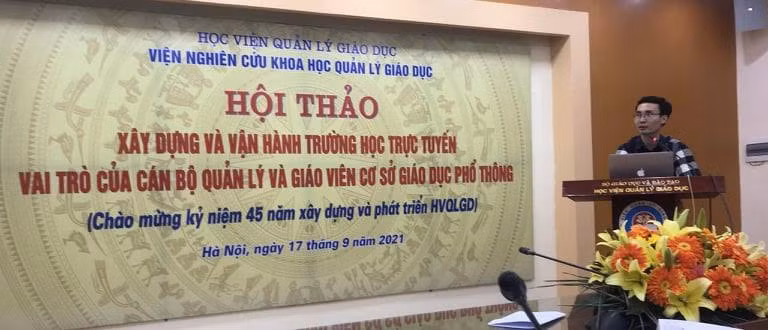 HỌC VIỆN QUẢN LÝ GIÁO DỤC
VIỆN NGHIÊN CỨU KHOA HỌC QUẢN LÝ GIÁO DỤC
HỘI THẢO
XÂY DỰNG VÀ VẬN HÀNH TRƯỜNG HỌC TRỰC TUYẾN
VAI TRÒ CỦA CÁN BỘ QUẢN LÝ VÀ GIÁO VIÊN CƠ SỞ GIÁO DỤC PHỔ THÔNG
(Chào mừng kỷ niệm 45 năm xây dựng và phát triển HVQLGD)
Hà Nội, ngày 17 tháng 9 năm 2021
BỘ GIÁO DỤC VÀ ĐÀO TẠO
HỌC VIỆN QUẢN LÝ GIÁO DỤC